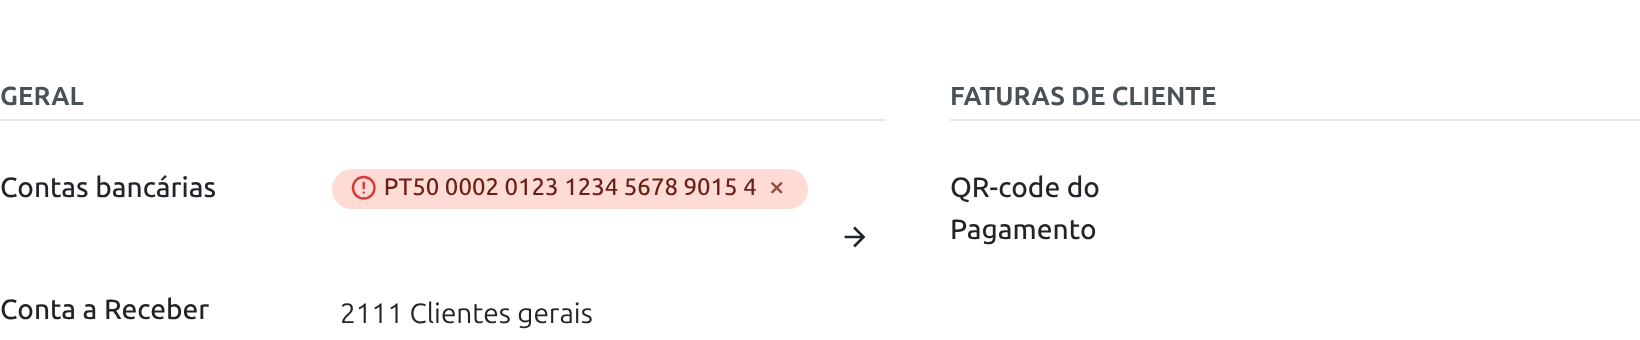 GERAL
Contas bancárias
PT50 0002 0123 1234 5678 9015 4 ×
Conta a Receber
2111 Clientes gerais
FATURAS DE CLIENTE
QR-code do
Pagamento